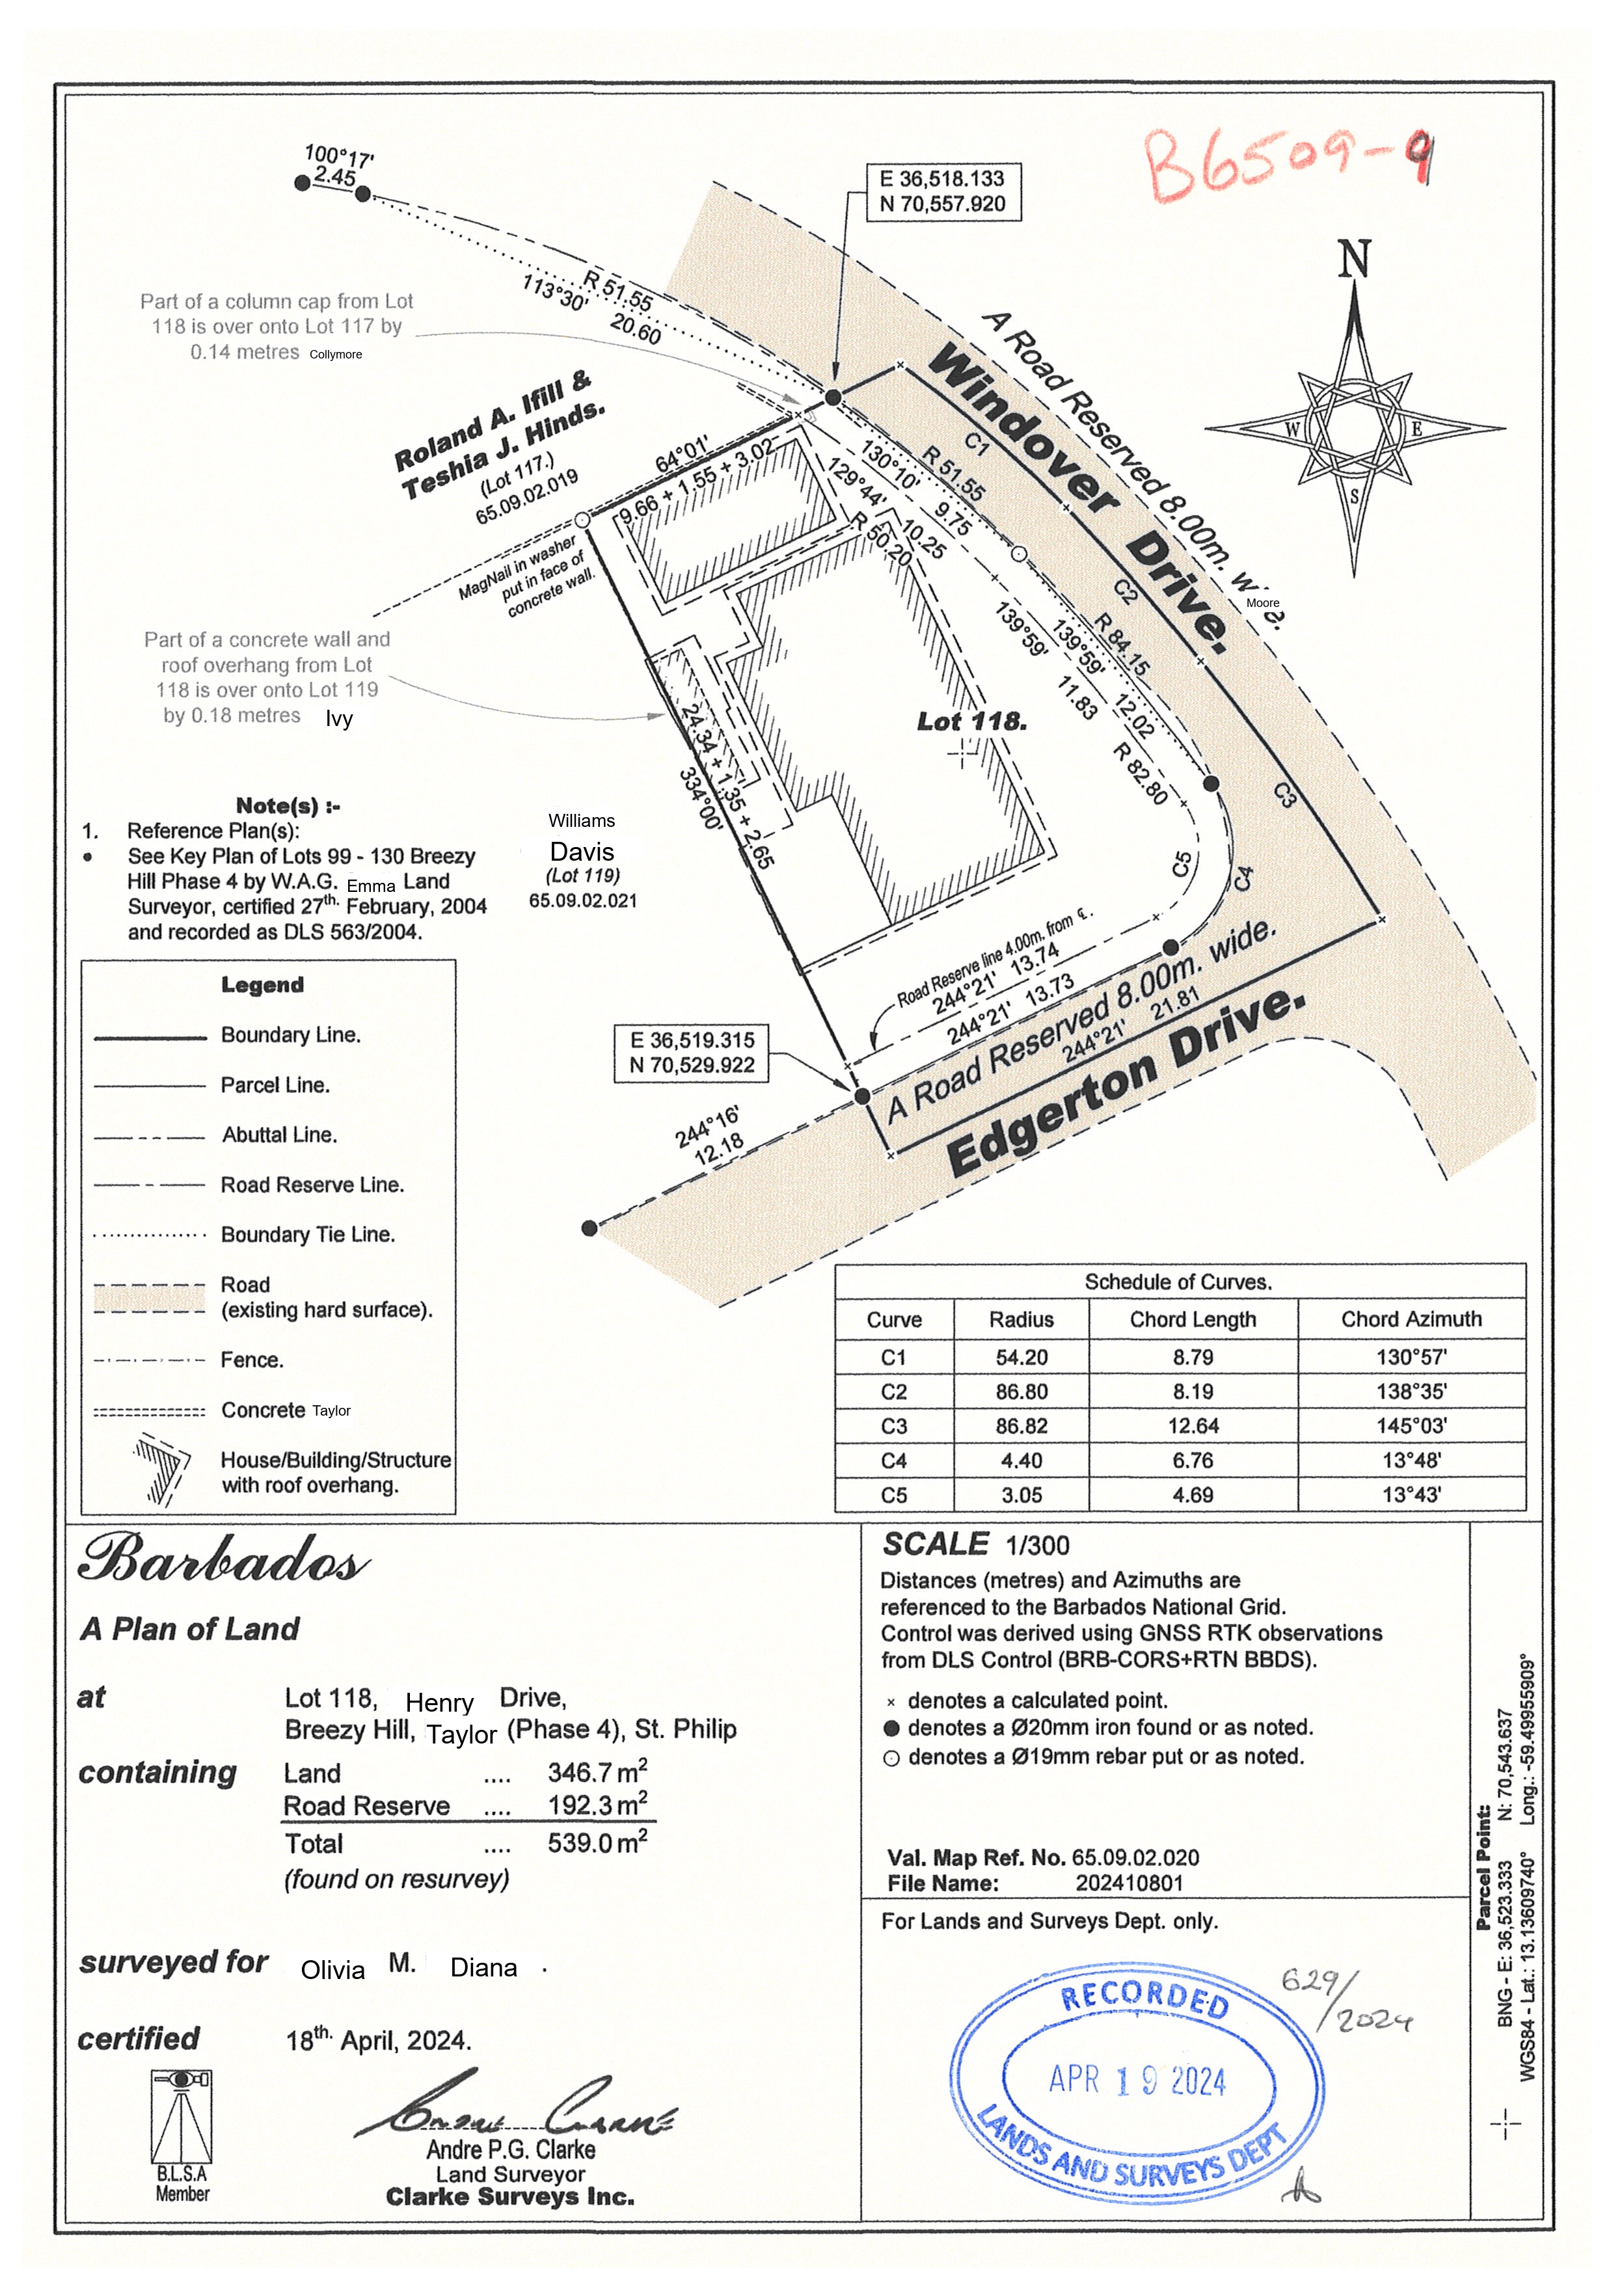 B6509-9
100°17'
2.45
E 36,518.133
N 70,557.920
N
W
E
S
R 51.55
113°30'
20.60
Part of a column cap from Lot
118 is over onto Lot 117 by
0.14 metres Collymore
Roland A. Ifill &
Teshia J. Hinds.
(Lot 117.)
65.09.02.019
64°01'
9.66 + 1.55 + 3.02
A Road Reserved 8.00m.
Moore
Windover Drive.
C1
C2
C3
130°10'
R 51.55
9.75
129°44'
10.25
R 50.20
MagNail in washer
put in face of
concrete wall.
R 84.15
139°59'
12.02
139°59'
11.83
R 82.80
C5
C4
Part of a concrete wall and
roof overhang from Lot
118 is over onto Lot 119
by 0.18 metres Ivy
Lot 118.
24.34 + 1.35 + 2.65
334°00'
Note(s) :-
1. Reference Plan(s):
• See Key Plan of Lots 99 - 130 Breezy
Hill Phase 4 by W.A.G. Emma Land
Surveyor, certified 27th. February, 2004
and recorded as DLS 563/2004.
Williams
Davis
(Lot 119)
65.09.02.021
Road Reserve line 4.00m. from ℄.
244°21' 13.74
244°21' 13.73
A Road Reserved 8.00m. wide.
244°21' 21.81
Edgerton Drive.
E 36,519.315
N 70,529.922
244°16'
12.18
Legend
Boundary Line.
Parcel Line.
Abuttal Line.
Road Reserve Line.
Boundary Tie Line.
Road
(existing hard surface).
Fence.
Concrete Taylor
House/Building/Structure
with roof overhang.
Schedule of Curves.
Curve Radius Chord Length Chord Azimuth
C1 54.20 8.79 130°57'
C2 86.80 8.19 138°35'
C3 86.82 12.64 145°03'
C4 4.40 6.76 13°48'
C5 3.05 4.69 13°43'
Barbados
A Plan of Land
at Lot 118, Henry Drive,
Breezy Hill, Taylor (Phase 4), St. Philip
containing Land .... 346.7 m²
Road Reserve .... 192.3 m²
Total .... 539.0 m²
(found on resurvey)
surveyed for Olivia M. Diana .
certified 18th. April, 2024.
B.L.S.A
Member
Andre P.G. Clarke
Land Surveyor
Clarke Surveys Inc.
SCALE 1/300
Distances (metres) and Azimuths are
referenced to the Barbados National Grid.
Control was derived using GNSS RTK observations
from DLS Control (BRB-CORS+RTN BBDS).
× denotes a calculated point.
● denotes a Ø20mm iron found or as noted.
○ denotes a Ø19mm rebar put or as noted.
Val. Map Ref. No. 65.09.02.020
File Name: 202410801
For Lands and Surveys Dept. only.
RECORDED
APR 19 2024
LANDS AND SURVEYS DEPT
629/
2024
Parcel Point:
BNG - E: 36,523.333 N: 70,543.637
WGS84 - Lat.: 13.13609740° Long.: -59.49955909°